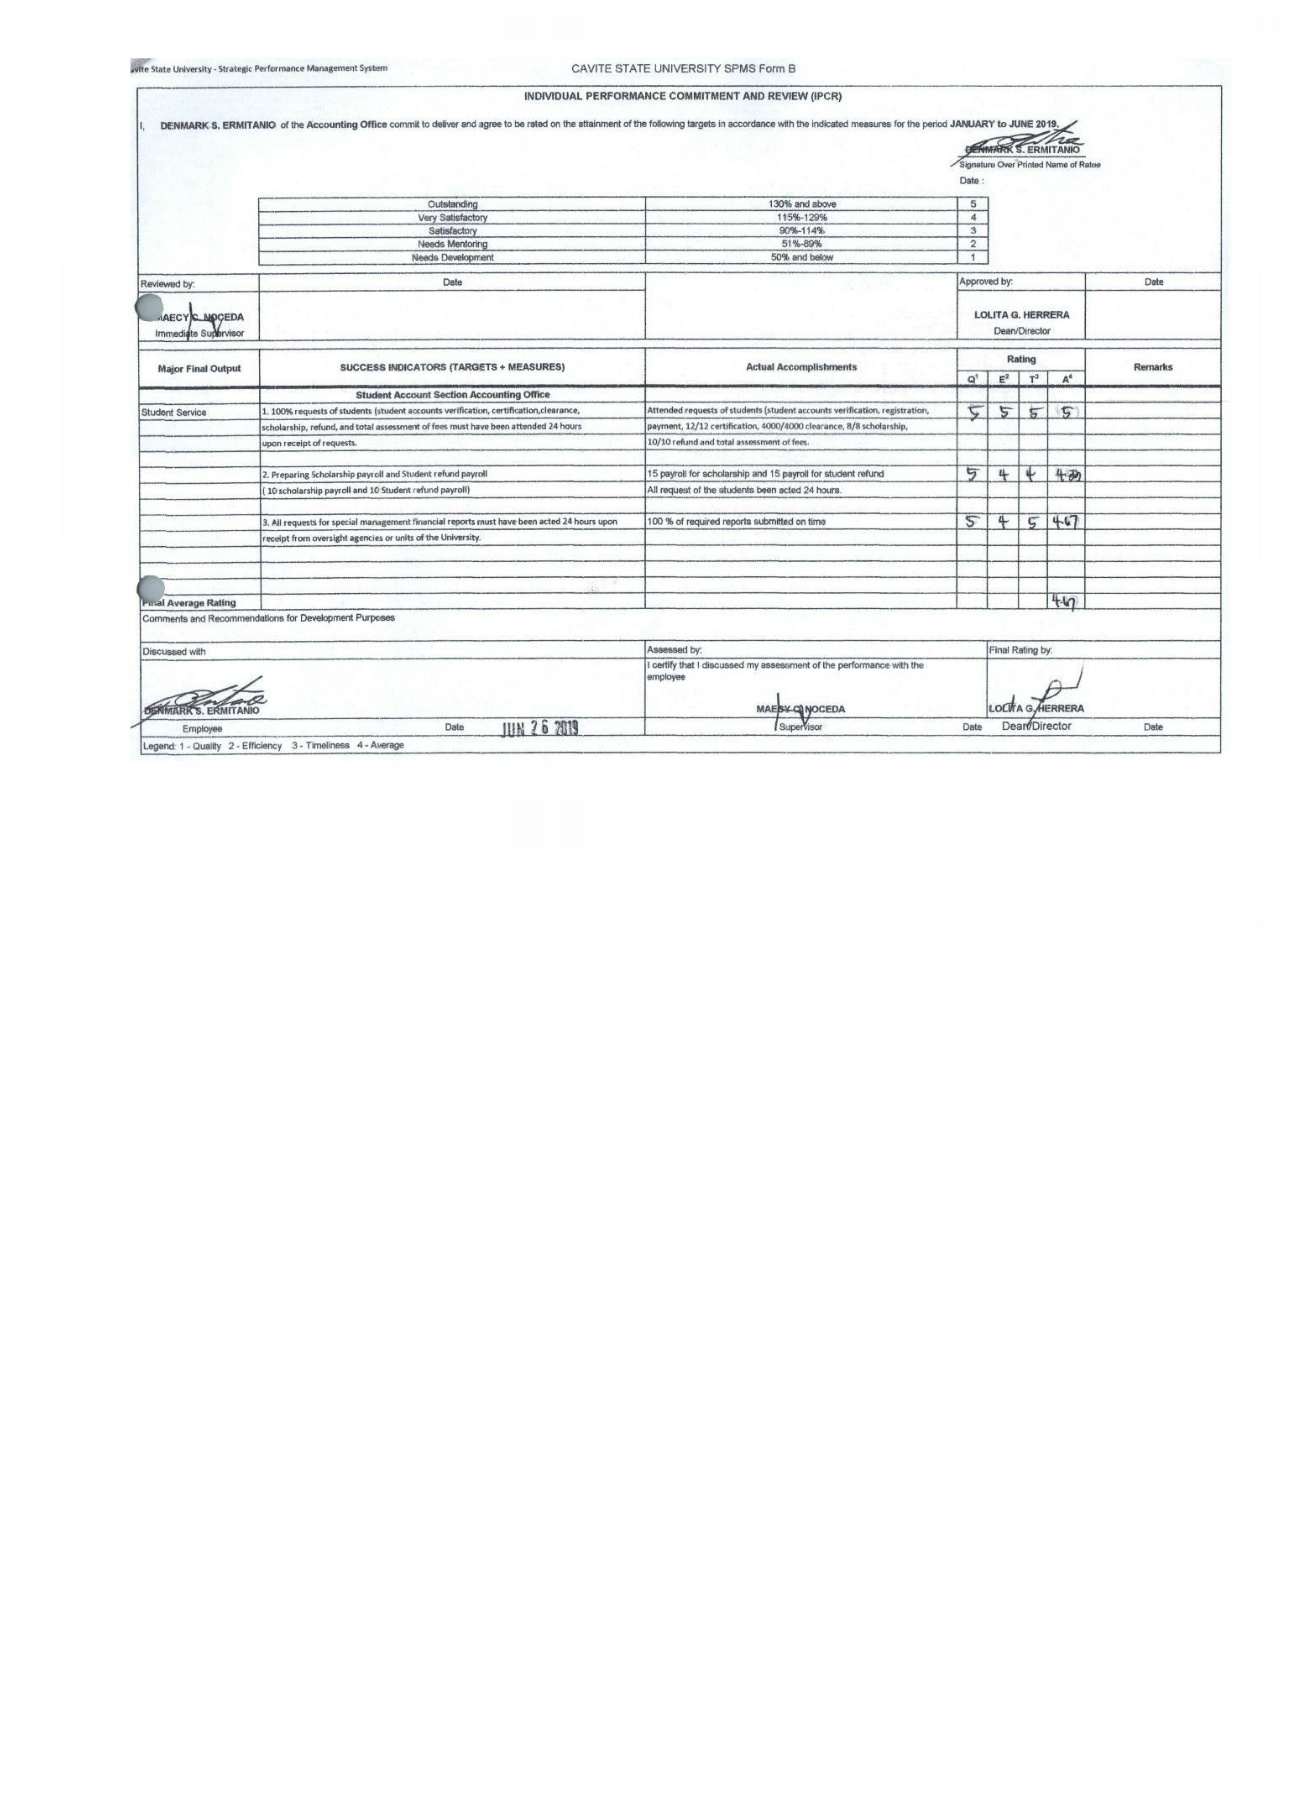 vite State University - Strategic Performance Management System
CAVITE STATE UNIVERSITY SPMS Form B
INDIVIDUAL PERFORMANCE COMMITMENT AND REVIEW (IPCR)
I, DENMARK S. ERMITANIO of the Accounting Office commit to deliver and agree to be rated on the attainment of the following targets in accordance with the indicated measures for the period JANUARY to JUNE 2019.
DENMARK S. ERMITANIO
Signature Over Printed Name of Ratee
Date :
Outstanding 130% and above 5
Very Satisfactory 115%-129% 4
Satisfactory 90%-114% 3
Needs Mentoring 51%-89% 2
Needs Development 50% and below 1
Reviewed by: Date Approved by: Date
MAECY C. NOCEDA LOLITA G. HERRERA
Immediate Supervisor Dean/Director
Major Final Output SUCCESS INDICATORS (TARGETS + MEASURES) Actual Accomplishments Rating Remarks
Q¹ E² T³ A⁴
Student Account Section Accounting Office
Student Service 1. 100% requests of students (student accounts verification, certification,clearance, Attended requests of students (student accounts verification, registration, 5 5 5 5
scholarship, refund, and total assessment of fees must have been attended 24 hours payment, 12/12 certification, 4000/4000 clearance, 8/8 scholarship,
upon receipt of requests. 10/10 refund and total assessment of fees.
2. Preparing Scholarship payroll and Student refund payroll 15 payroll for scholarship and 15 payroll for student refund 5 4 4
( 10 scholarship payroll and 10 Student refund payroll) All request of the students been acted 24 hours.
3. All requests for special management financial reports must have been acted 24 hours upon 100 % of required reports submitted on time 5 4 5 4.67
receipt from oversight agencies or units of the University.
Final Average Rating 4.67
Comments and Recommendations for Development Purposes
Discussed with Assessed by: Final Rating by:
I certify that I discussed my assessment of the performance with the
employee
DENMARK S. ERMITANIO MAECY C. NOCEDA LOLITA G. HERRERA
Employee Date JUN 26 2019 Supervisor Date Dean/Director Date
Legend: 1 - Quality 2 - Efficiency 3 - Timeliness 4 - Average